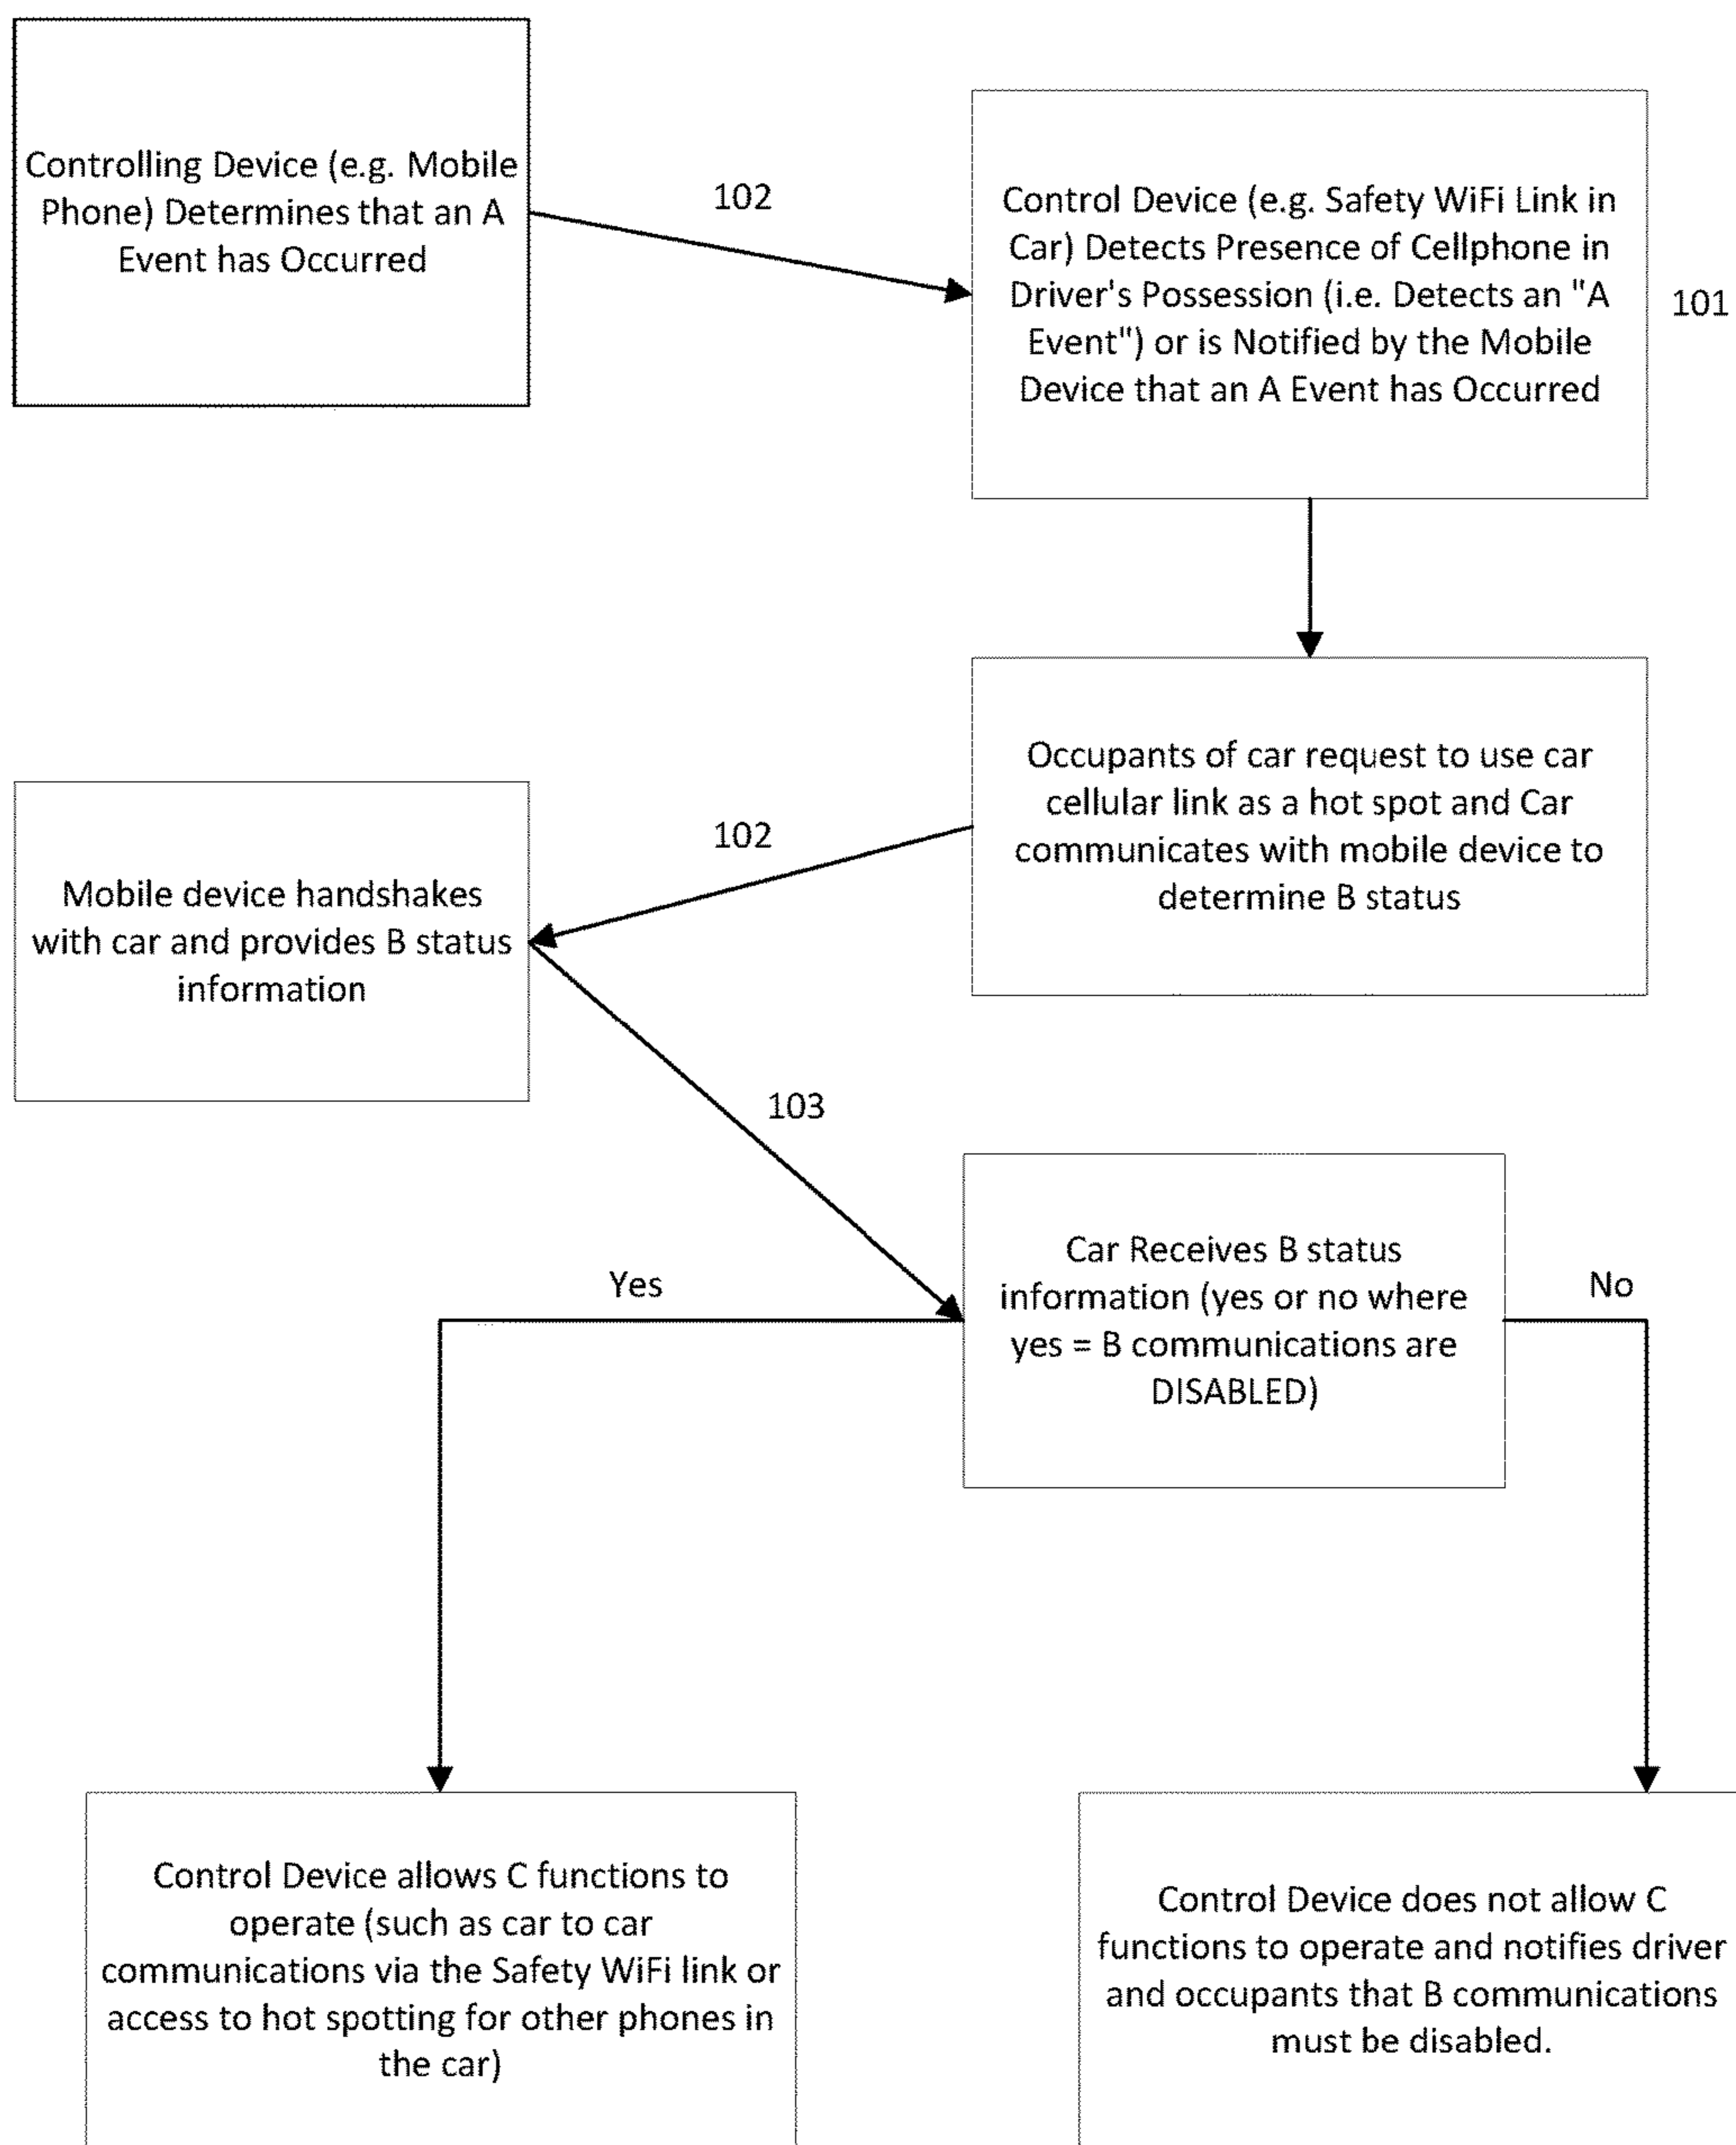 Controlling Device (e.g. Mobile
Phone) Determines that an A
Event has Occurred
102
Control Device (e.g. Safety WiFi Link in
Car) Detects Presence of Cellphone in
Driver's Possession (i.e. Detects an "A
Event") or is Notified by the Mobile
Device that an A Event has Occurred
101
Occupants of car request to use car
cellular link as a hot spot and Car
communicates with mobile device to
determine B status
102
Mobile device handshakes
with car and provides B status
information
103
Car Receives B status
information (yes or no where
yes = B communications are
DISABLED)
Yes
No
Control Device allows C functions to
operate (such as car to car
communications via the Safety WiFi link or
access to hot spotting for other phones in
the car)
Control Device does not allow C
functions to operate and notifies driver
and occupants that B communications
must be disabled.